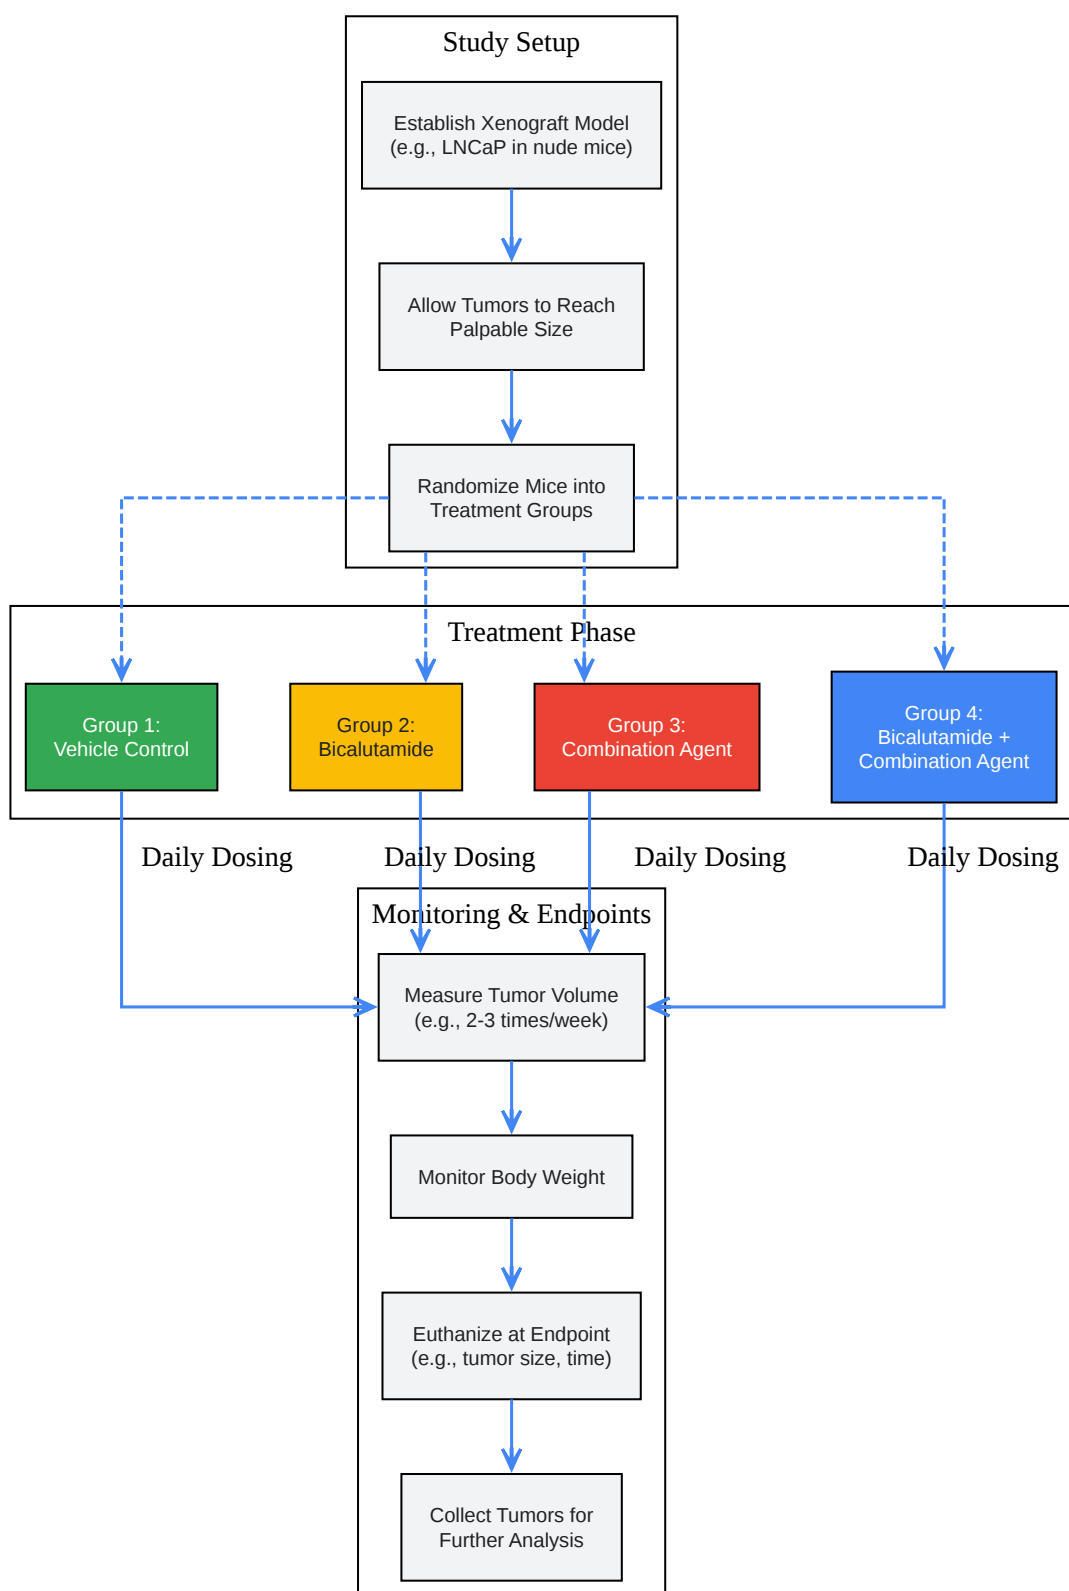 Study Setup
Establish Xenograft Model
(e.g., LNCaP in nude mice)
Allow Tumors to Reach
Palpable Size
Randomize Mice into
Treatment Groups
Treatment Phase
Group 1:
Vehicle Control
Group 2:
Bicalutamide
Group 3:
Combination Agent
Group 4:
Bicalutamide +
Combination Agent
Daily Dosing
Daily Dosing
Daily Dosing
Daily Dosing
Monitoring & Endpoints
Measure Tumor Volume
(e.g., 2-3 times/week)
Monitor Body Weight
Euthanize at Endpoint
(e.g., tumor size, time)
Collect Tumors for
Further Analysis